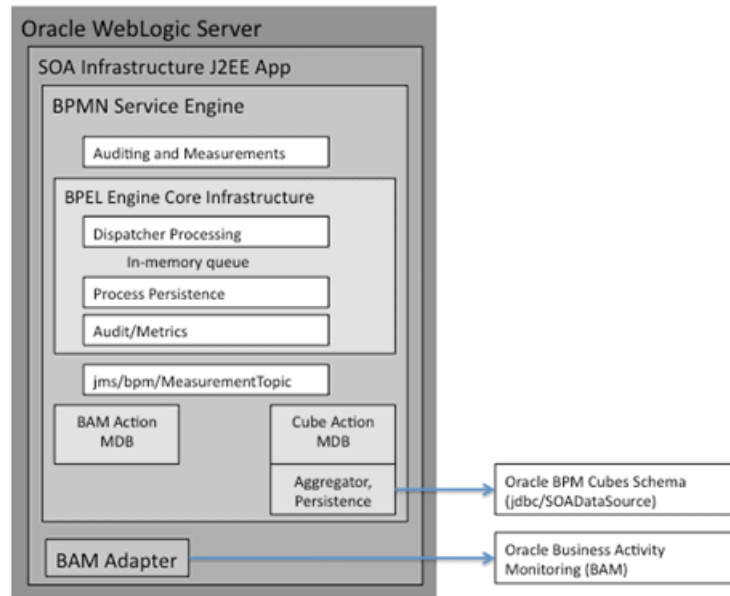 Oracle WebLogic Server
SOA Infrastructure J2EE App
BPMN Service Engine
Auditing and Measurements
BPEL Engine Core Infrastructure
Dispatcher Processing
In-memory queue
Process Persistence
Audit/Metrics
jms/bpm/MeasurementTopic
BAM Action
MDB
Cube Action
MDB
Aggregator,
Persistence
Oracle BPM Cubes Schema
(jdbc/SOADataSource)
BAM Adapter
Oracle Business Activity
Monitoring (BAM)